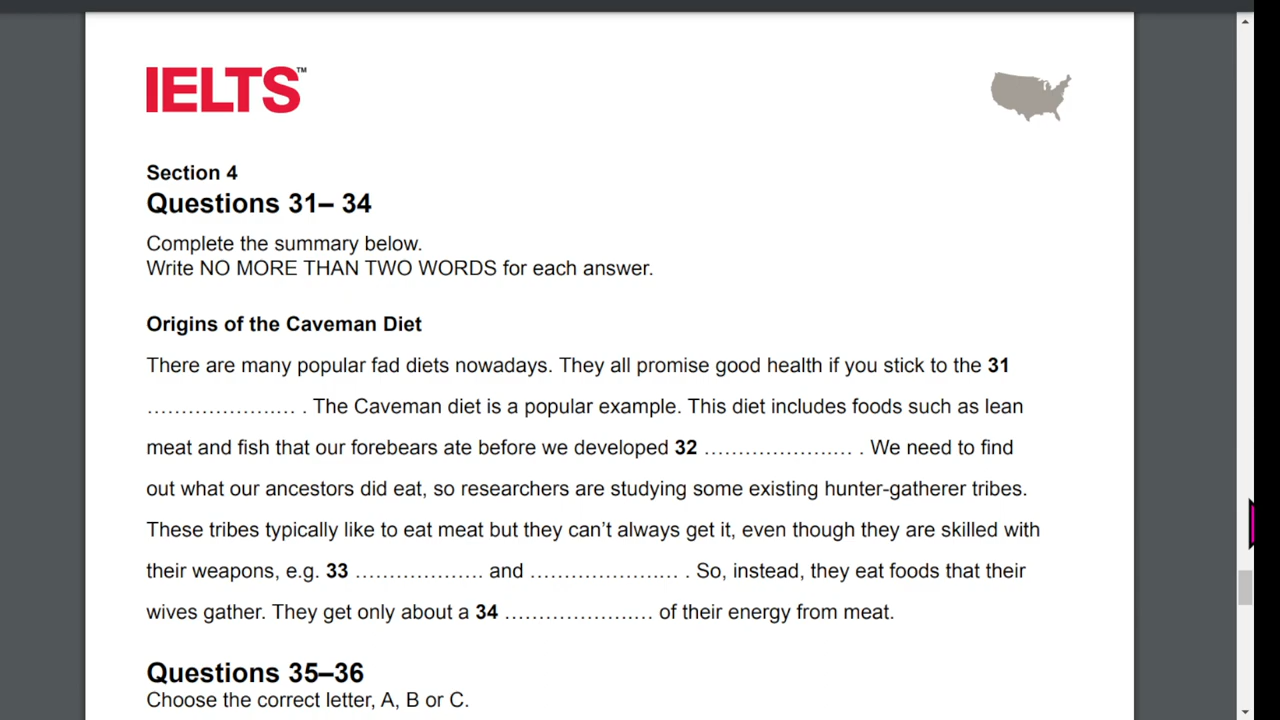 IELTS™
Section 4
Questions 31– 34
Complete the summary below.
Write NO MORE THAN TWO WORDS for each answer.
Origins of the Caveman Diet
There are many popular fad diets nowadays. They all promise good health if you stick to the 31
........................ . The Caveman diet is a popular example. This diet includes foods such as lean
meat and fish that our forebears ate before we developed 32 ........................ . We need to find
out what our ancestors did eat, so researchers are studying some existing hunter-gatherer tribes.
These tribes typically like to eat meat but they can’t always get it, even though they are skilled with
their weapons, e.g. 33 ..................... and ........................ . So, instead, they eat foods that their
wives gather. They get only about a 34 ........................ of their energy from meat.
Questions 35–36
Choose the correct letter, A, B or C.